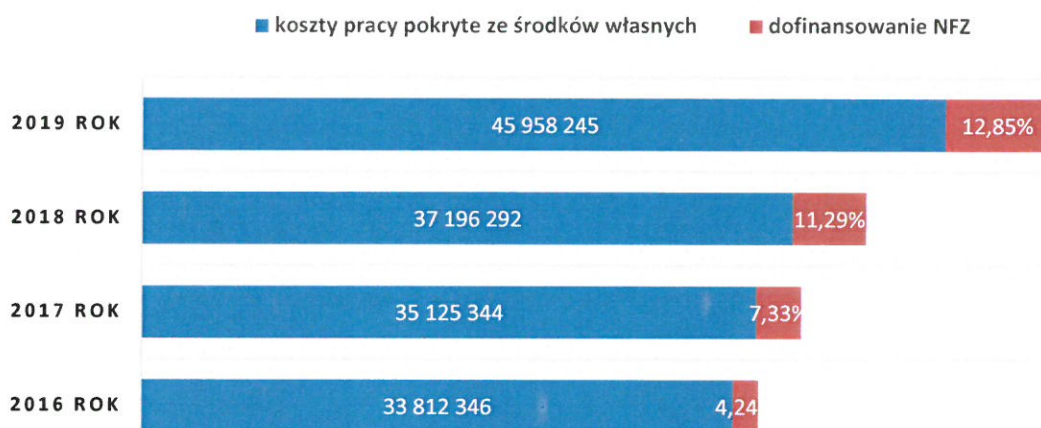 koszty pracy pokryte ze środków własnych dofinansowanie NFZ
2019 ROK 45 958 245 12,85%
2018 ROK 37 196 292 11,29%
2017 ROK 35 125 344 7,33%
2016 ROK 33 812 346 4,24